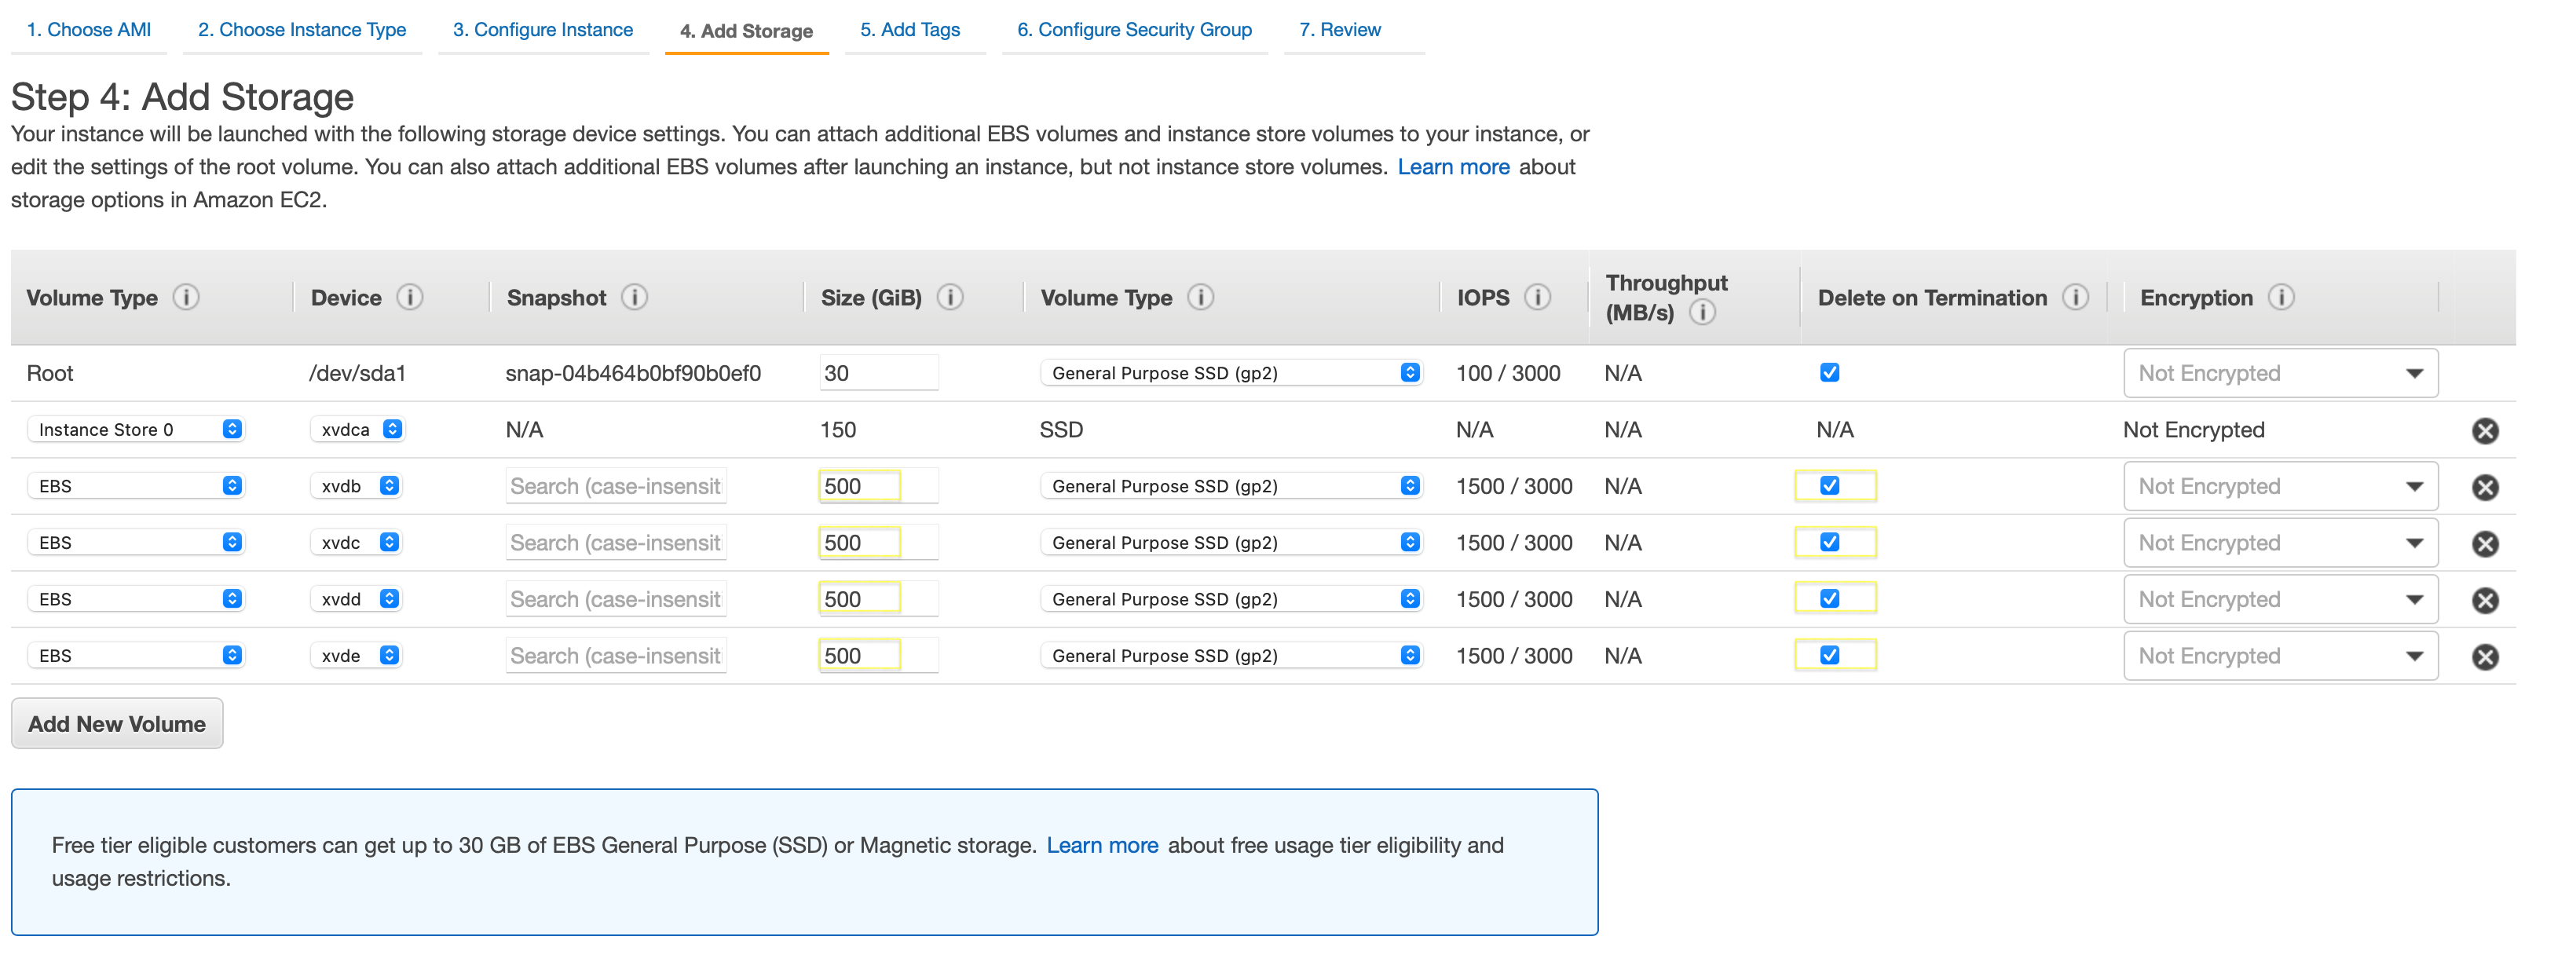 1. Choose AMI 2. Choose Instance Type 3. Configure Instance 4. Add Storage 5. Add Tags 6. Configure Security Group 7. Review
Step 4: Add Storage
Your instance will be launched with the following storage device settings. You can attach additional EBS volumes and instance store volumes to your instance, or
edit the settings of the root volume. You can also attach additional EBS volumes after launching an instance, but not instance store volumes. Learn more about
storage options in Amazon EC2.
Volume Type i Device i Snapshot i Size (GiB) i Volume Type i IOPS i Throughput (MB/s) i Delete on Termination i Encryption i
Root /dev/sda1 snap-04b464b0bf90b0ef0 30 General Purpose SSD (gp2) 100 / 3000 N/A Not Encrypted
Instance Store 0 xvdca N/A 150 SSD N/A N/A N/A Not Encrypted
EBS xvdb Search (case-insensit 500 General Purpose SSD (gp2) 1500 / 3000 N/A Not Encrypted
EBS xvdc Search (case-insensit 500 General Purpose SSD (gp2) 1500 / 3000 N/A Not Encrypted
EBS xvdd Search (case-insensit 500 General Purpose SSD (gp2) 1500 / 3000 N/A Not Encrypted
EBS xvde Search (case-insensit 500 General Purpose SSD (gp2) 1500 / 3000 N/A Not Encrypted
Add New Volume
Free tier eligible customers can get up to 30 GB of EBS General Purpose (SSD) or Magnetic storage. Learn more about free usage tier eligibility and
usage restrictions.